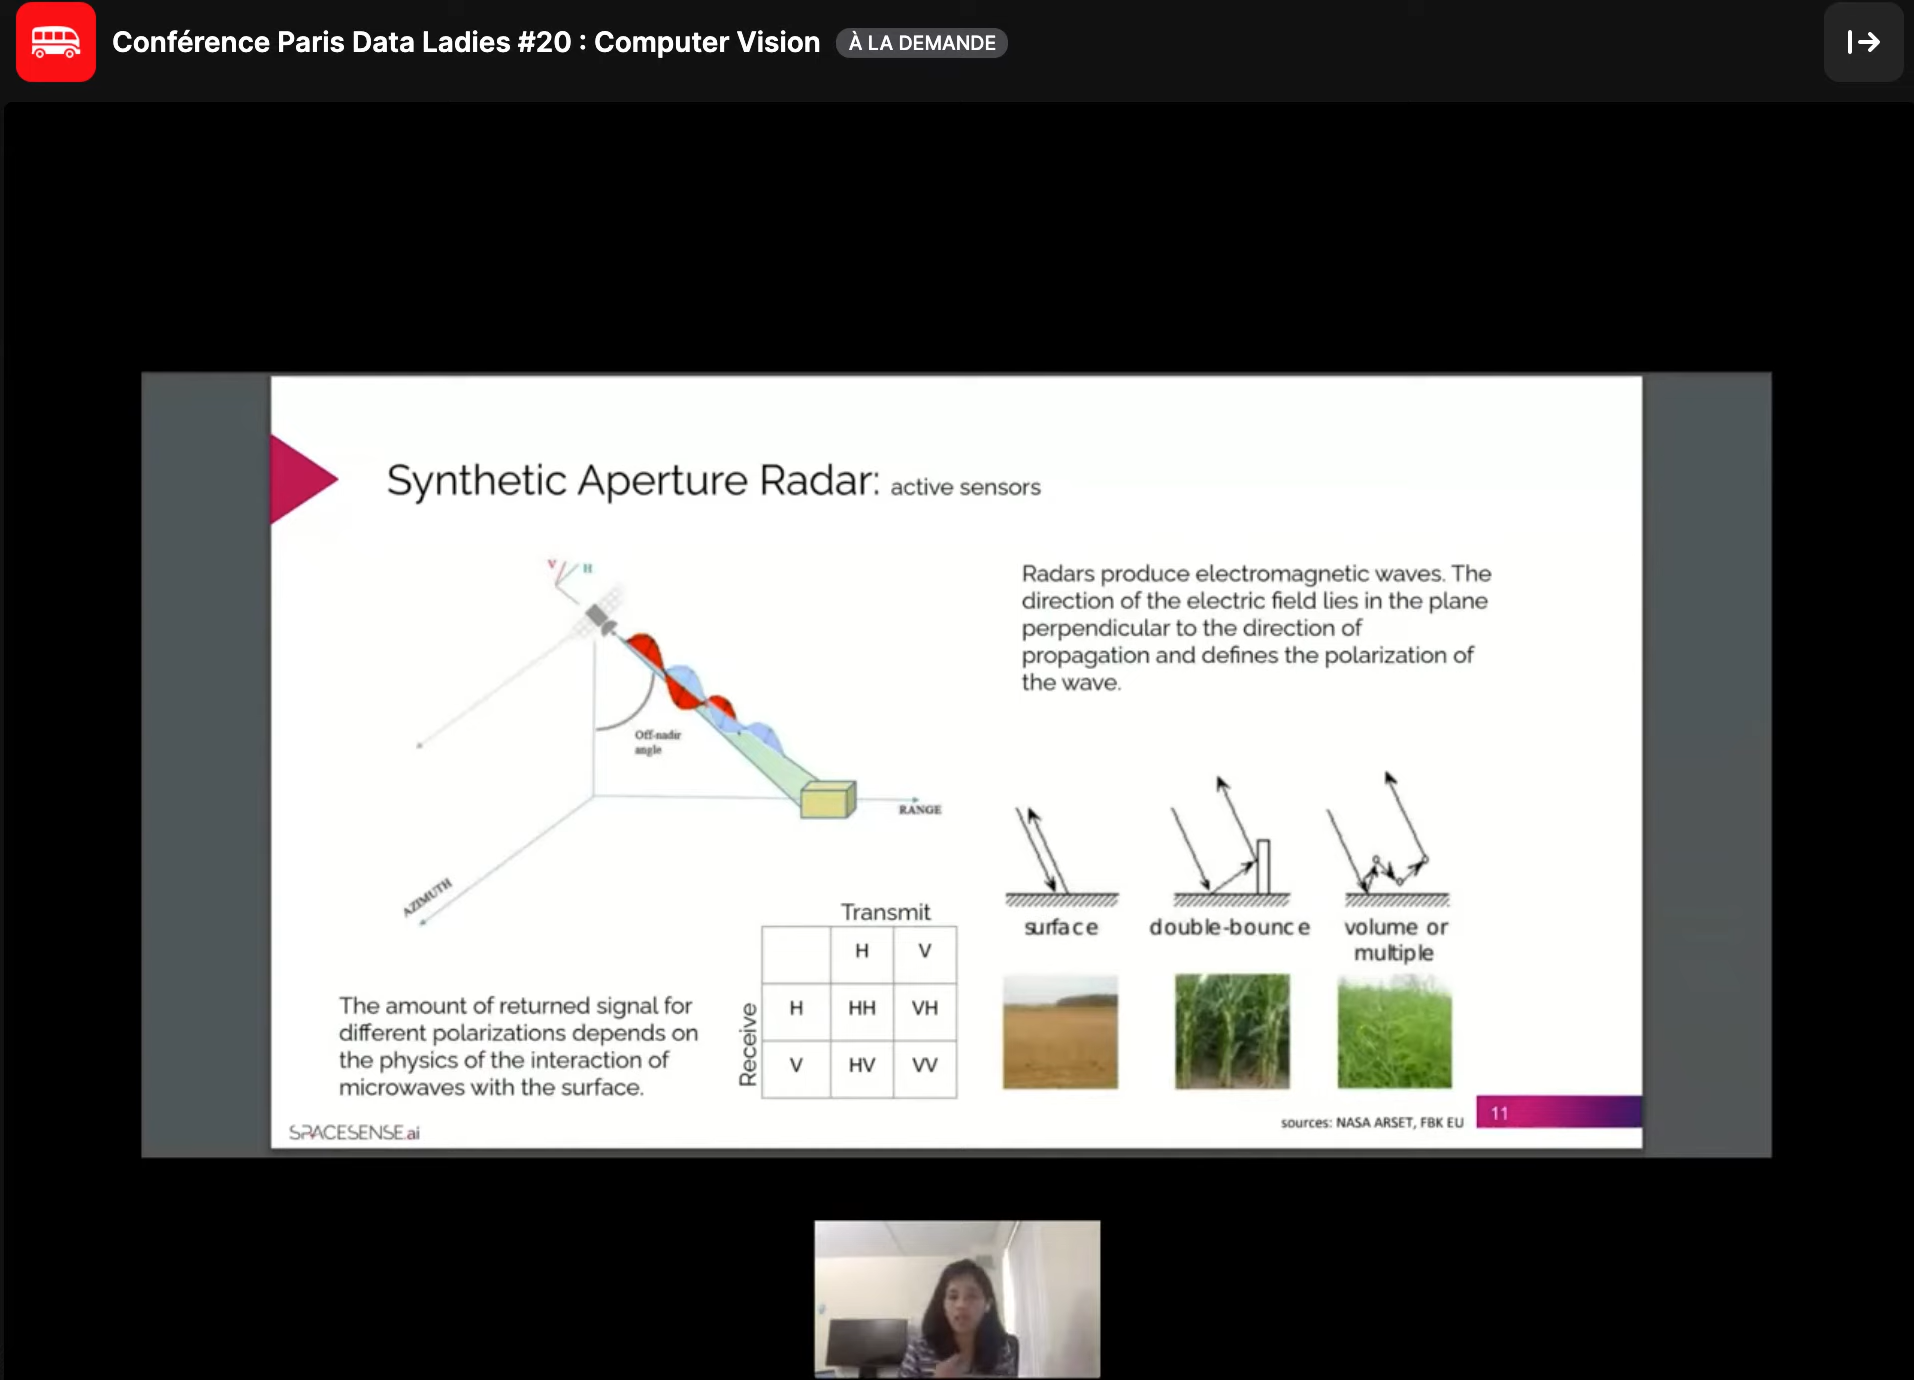 Conférence Paris Data Ladies #20 : Computer Vision
À LA DEMANDE
Synthetic Aperture Radar: active sensors
V H
Off-nadir
angle
RANGE
AZIMUTH
Radars produce electromagnetic waves. The
direction of the electric field lies in the plane
perpendicular to the direction of
propagation and defines the polarization of
the wave.
surface
double-bounce
volume or
multiple
The amount of returned signal for
different polarizations depends on
the physics of the interaction of
microwaves with the surface.
Transmit
Receive
H V
H HH VH
V HV VV
sources: NASA ARSET, FBK EU
11
SPACESENSE.ai